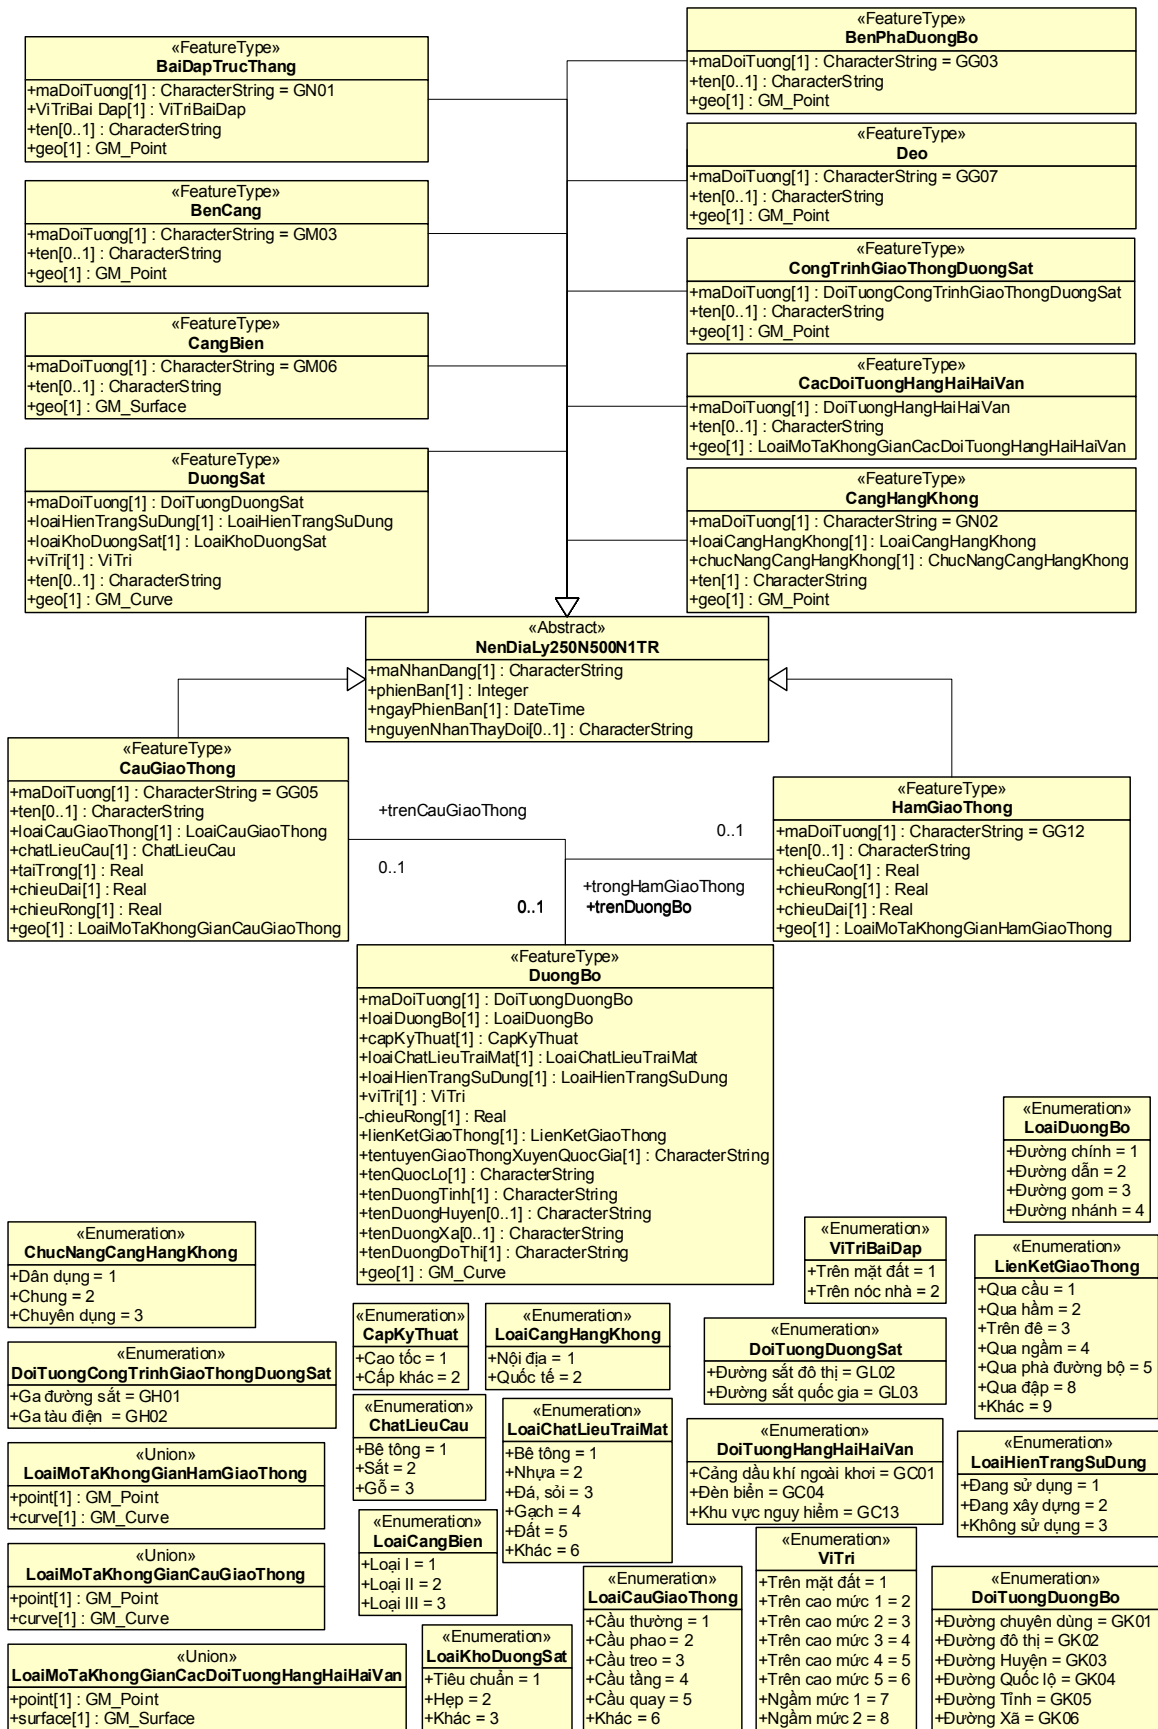 «FeatureType»
BaiDapTrucThang
+maDoiTuong[1] : CharacterString = GN01
+ViTriBai Dap[1] : ViTriBaiDap
+ten[0..1] : CharacterString
+geo[1] : GM_Point
«FeatureType»
BenCang
+maDoiTuong[1] : CharacterString = GM03
+ten[0..1] : CharacterString
+geo[1] : GM_Point
«FeatureType»
CangBien
+maDoiTuong[1] : CharacterString = GM06
+ten[0..1] : CharacterString
+geo[1] : GM_Surface
«FeatureType»
DuongSat
+maDoiTuong[1] : DoiTuongDuongSat
+loaiHienTrangSuDung[1] : LoaiHienTrangSuDung
+loaiKhoDuongSat[1] : LoaiKhoDuongSat
+viTri[1] : ViTri
+ten[0..1] : CharacterString
+geo[1] : GM_Curve
«FeatureType»
BenPhaDuongBo
+maDoiTuong[1] : CharacterString = GG03
+ten[0..1] : CharacterString
+geo[1] : GM_Point
«FeatureType»
Deo
+maDoiTuong[1] : CharacterString = GG07
+ten[0..1] : CharacterString
+geo[1] : GM_Point
«FeatureType»
CongTrinhGiaoThongDuongSat
+maDoiTuong[1] : DoiTuongCongTrinhGiaoThongDuongSat
+ten[0..1] : CharacterString
+geo[1] : GM_Point
«FeatureType»
CacDoiTuongHangHaiHaiVan
+maDoiTuong[1] : DoiTuongHangHaiHaiVan
+ten[0..1] : CharacterString
+geo[1] : LoaiMoTaKhongGianCacDoiTuongHangHaiHaiVan
«FeatureType»
CangHangKhong
+maDoiTuong[1] : CharacterString = GN02
+loaiCangHangKhong[1] : LoaiCangHangKhong
+chucNangCangHangKhong[1] : ChucNangCangHangKhong
+ten[1] : CharacterString
+geo[1] : GM_Point
«Abstract»
NenDiaLy250N500N1TR
+maNhanDang[1] : CharacterString
+phienBan[1] : Integer
+ngayPhienBan[1] : DateTime
+nguyenNhanThayDoi[0..1] : CharacterString
«FeatureType»
CauGiaoThong
+maDoiTuong[1] : CharacterString = GG05
+ten[0..1] : CharacterString
+loaiCauGiaoThong[1] : LoaiCauGiaoThong
+chatLieuCau[1] : ChatLieuCau
+taiTrong[1] : Real
+chieuDai[1] : Real
+chieuRong[1] : Real
+geo[1] : LoaiMoTaKhongGianCauGiaoThong
+trenCauGiaoThong
0..1
0..1
+trongHamGiaoThong
0..1
+trenDuongBo
«FeatureType»
HamGiaoThong
+maDoiTuong[1] : CharacterString = GG12
+ten[0..1] : CharacterString
+chieuCao[1] : Real
+chieuRong[1] : Real
+chieuDai[1] : Real
+geo[1] : LoaiMoTaKhongGianHamGiaoThong
«FeatureType»
DuongBo
+maDoiTuong[1] : DoiTuongDuongBo
+loaiDuongBo[1] : LoaiDuongBo
+capKyThuat[1] : CapKyThuat
+loaiChatLieuTraiMat[1] : LoaiChatLieuTraiMat
+loaiHienTrangSuDung[1] : LoaiHienTrangSuDung
+viTri[1] : ViTri
-chieuRong[1] : Real
+lienKetGiaoThong[1] : LienKetGiaoThong
+tentuyenGiaoThongXuyenQuocGia[1] : CharacterString
+tenQuocLo[1] : CharacterString
+tenDuongTinh[1] : CharacterString
+tenDuongHuyen[0..1] : CharacterString
+tenDuongXa[0..1] : CharacterString
+tenDuongDoThi[1] : CharacterString
+geo[1] : GM_Curve
«Enumeration»
LoaiDuongBo
+Đường chính = 1
+Đường dẫn = 2
+Đường gom = 3
+Đường nhánh = 4
«Enumeration»
ChucNangCangHangKhong
+Dân dụng = 1
+Chung = 2
+Chuyên dụng = 3
«Enumeration»
ViTriBaiDap
+Trên mặt đất = 1
+Trên nóc nhà = 2
«Enumeration»
LienKetGiaoThong
+Qua cầu = 1
+Qua hầm = 2
+Trên đê = 3
+Qua ngầm = 4
+Qua phà đường bộ = 5
+Qua đập = 8
+Khác = 9
«Enumeration»
CapKyThuat
+Cao tốc = 1
+Cấp khác = 2
«Enumeration»
LoaiCangHangKhong
+Nội địa = 1
+Quốc tế = 2
«Enumeration»
DoiTuongDuongSat
+Đường sắt đô thị = GL02
+Đường sắt quốc gia = GL03
«Enumeration»
DoiTuongCongTrinhGiaoThongDuongSat
+Ga đường sắt = GH01
+Ga tàu điện = GH02
«Enumeration»
ChatLieuCau
+Bê tông = 1
+Sắt = 2
+Gỗ = 3
«Enumeration»
LoaiChatLieuTraiMat
+Bê tông = 1
+Nhựa = 2
+Đá, sỏi = 3
+Gạch = 4
+Đất = 5
+Khác = 6
«Enumeration»
DoiTuongHangHaiHaiVan
+Cảng dầu khí ngoài khơi = GC01
+Đèn biển = GC04
+Khu vực nguy hiểm = GC13
«Enumeration»
LoaiHienTrangSuDung
+Đang sử dụng = 1
+Đang xây dựng = 2
+Không sử dụng = 3
«Union»
LoaiMoTaKhongGianHamGiaoThong
+point[1] : GM_Point
+curve[1] : GM_Curve
«Enumeration»
LoaiCangBien
+Loại I = 1
+Loại II = 2
+Loại III = 3
«Union»
LoaiMoTaKhongGianCauGiaoThong
+point[1] : GM_Point
+curve[1] : GM_Curve
«Enumeration»
LoaiCauGiaoThong
+Cầu thường = 1
+Cầu phao = 2
+Cầu treo = 3
+Cầu tầng = 4
+Cầu quay = 5
+Khác = 6
«Enumeration»
ViTri
+Trên mặt đất = 1
+Trên cao mức 1 = 2
+Trên cao mức 2 = 3
+Trên cao mức 3 = 4
+Trên cao mức 4 = 5
+Trên cao mức 5 = 6
+Ngầm mức 1 = 7
+Ngầm mức 2 = 8
«Enumeration»
DoiTuongDuongBo
+Đường chuyên dùng = GK01
+Đường đô thị = GK02
+Đường Huyện = GK03
+Đường Quốc lộ = GK04
+Đường Tỉnh = GK05
+Đường Xã = GK06
«Union»
LoaiMoTaKhongGianCacDoiTuongHangHaiHaiVan
+point[1] : GM_Point
+surface[1] : GM_Surface
«Enumeration»
LoaiKhoDuongSat
+Tiêu chuẩn = 1
+Hẹp = 2
+Khác = 3